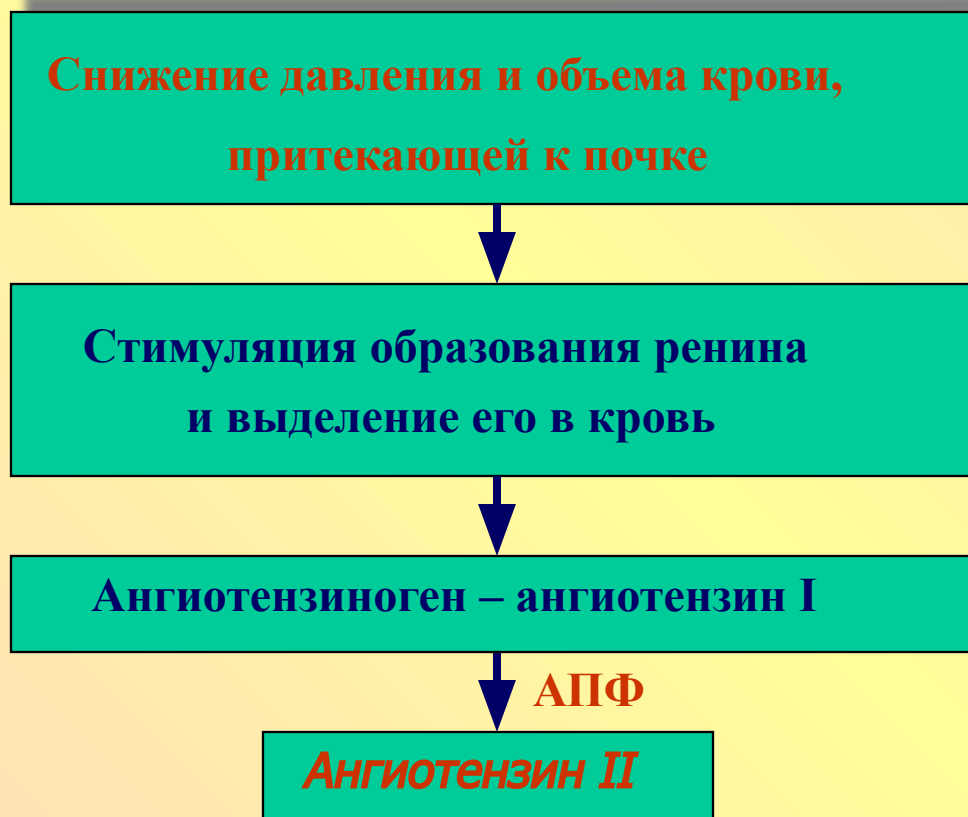 Снижение давления и объема крови,
притекающей к почке
Стимуляция образования ренина
и выделение его в кровь
Ангиотензиноген – ангиотензин I
АПФ
Ангиотензин II